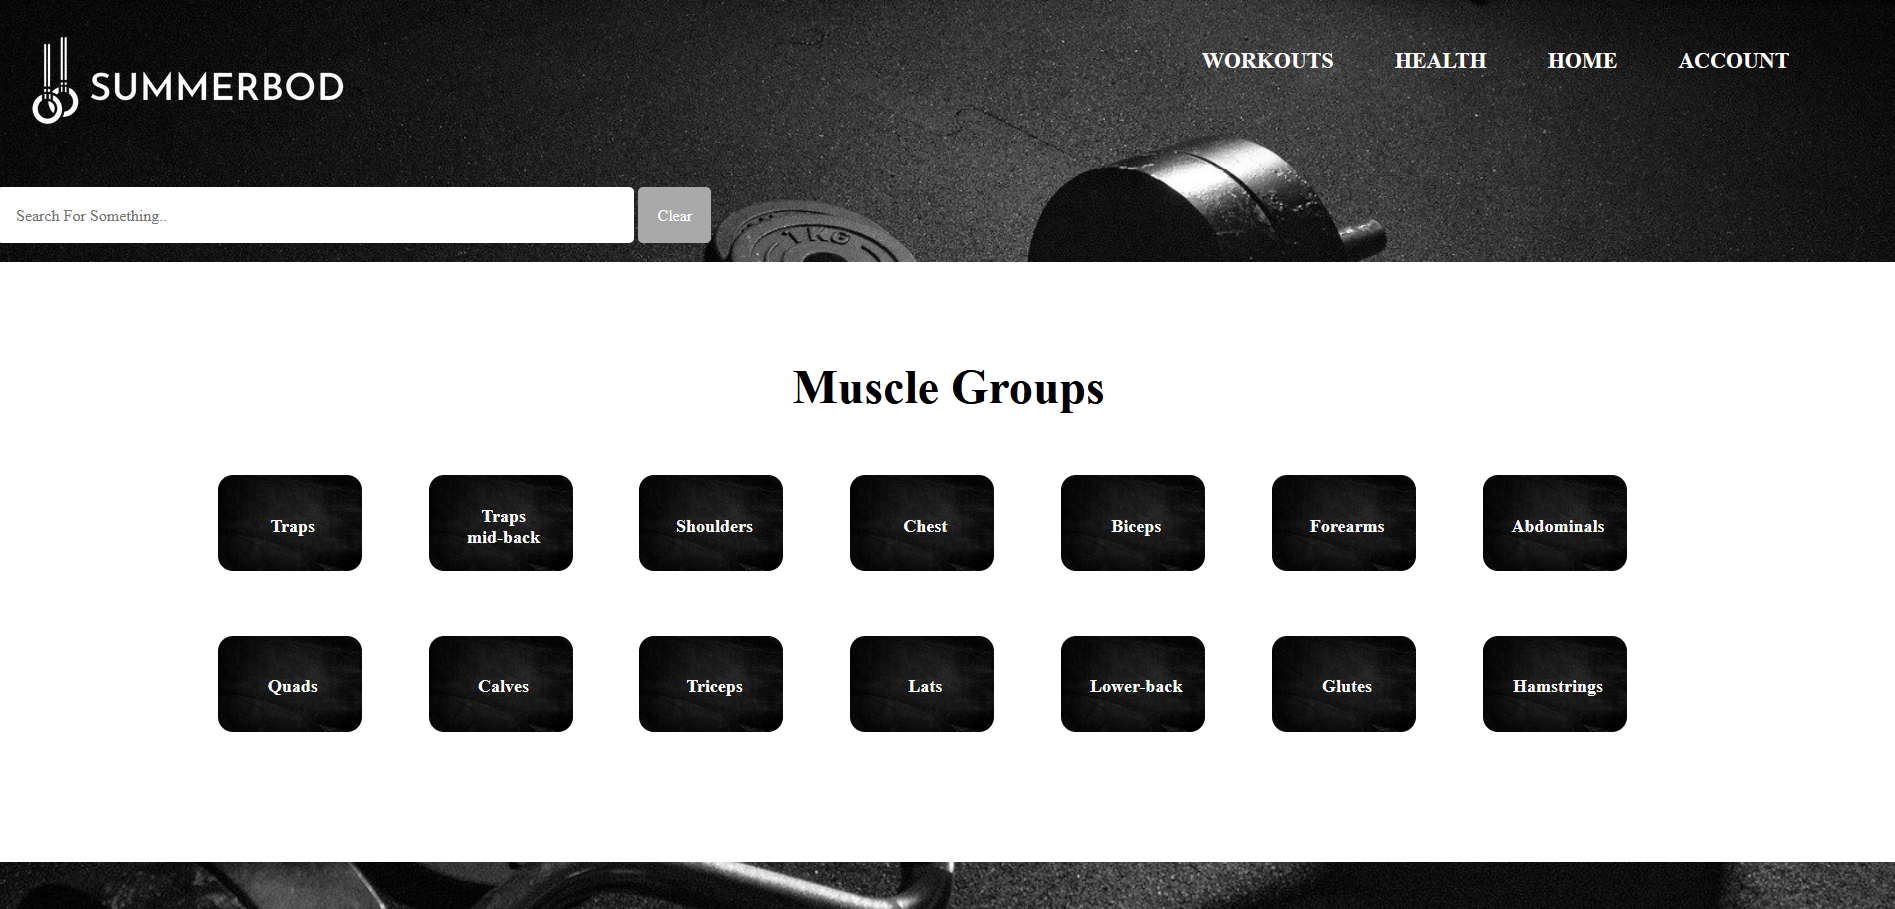 SUMMERBOD
WORKOUTS HEALTH HOME ACCOUNT
Search For Something..
Clear
1KG
Muscle Groups
Traps
Traps
mid-back
Shoulders
Chest
Biceps
Forearms
Abdominals
Quads
Calves
Triceps
Lats
Lower-back
Glutes
Hamstrings